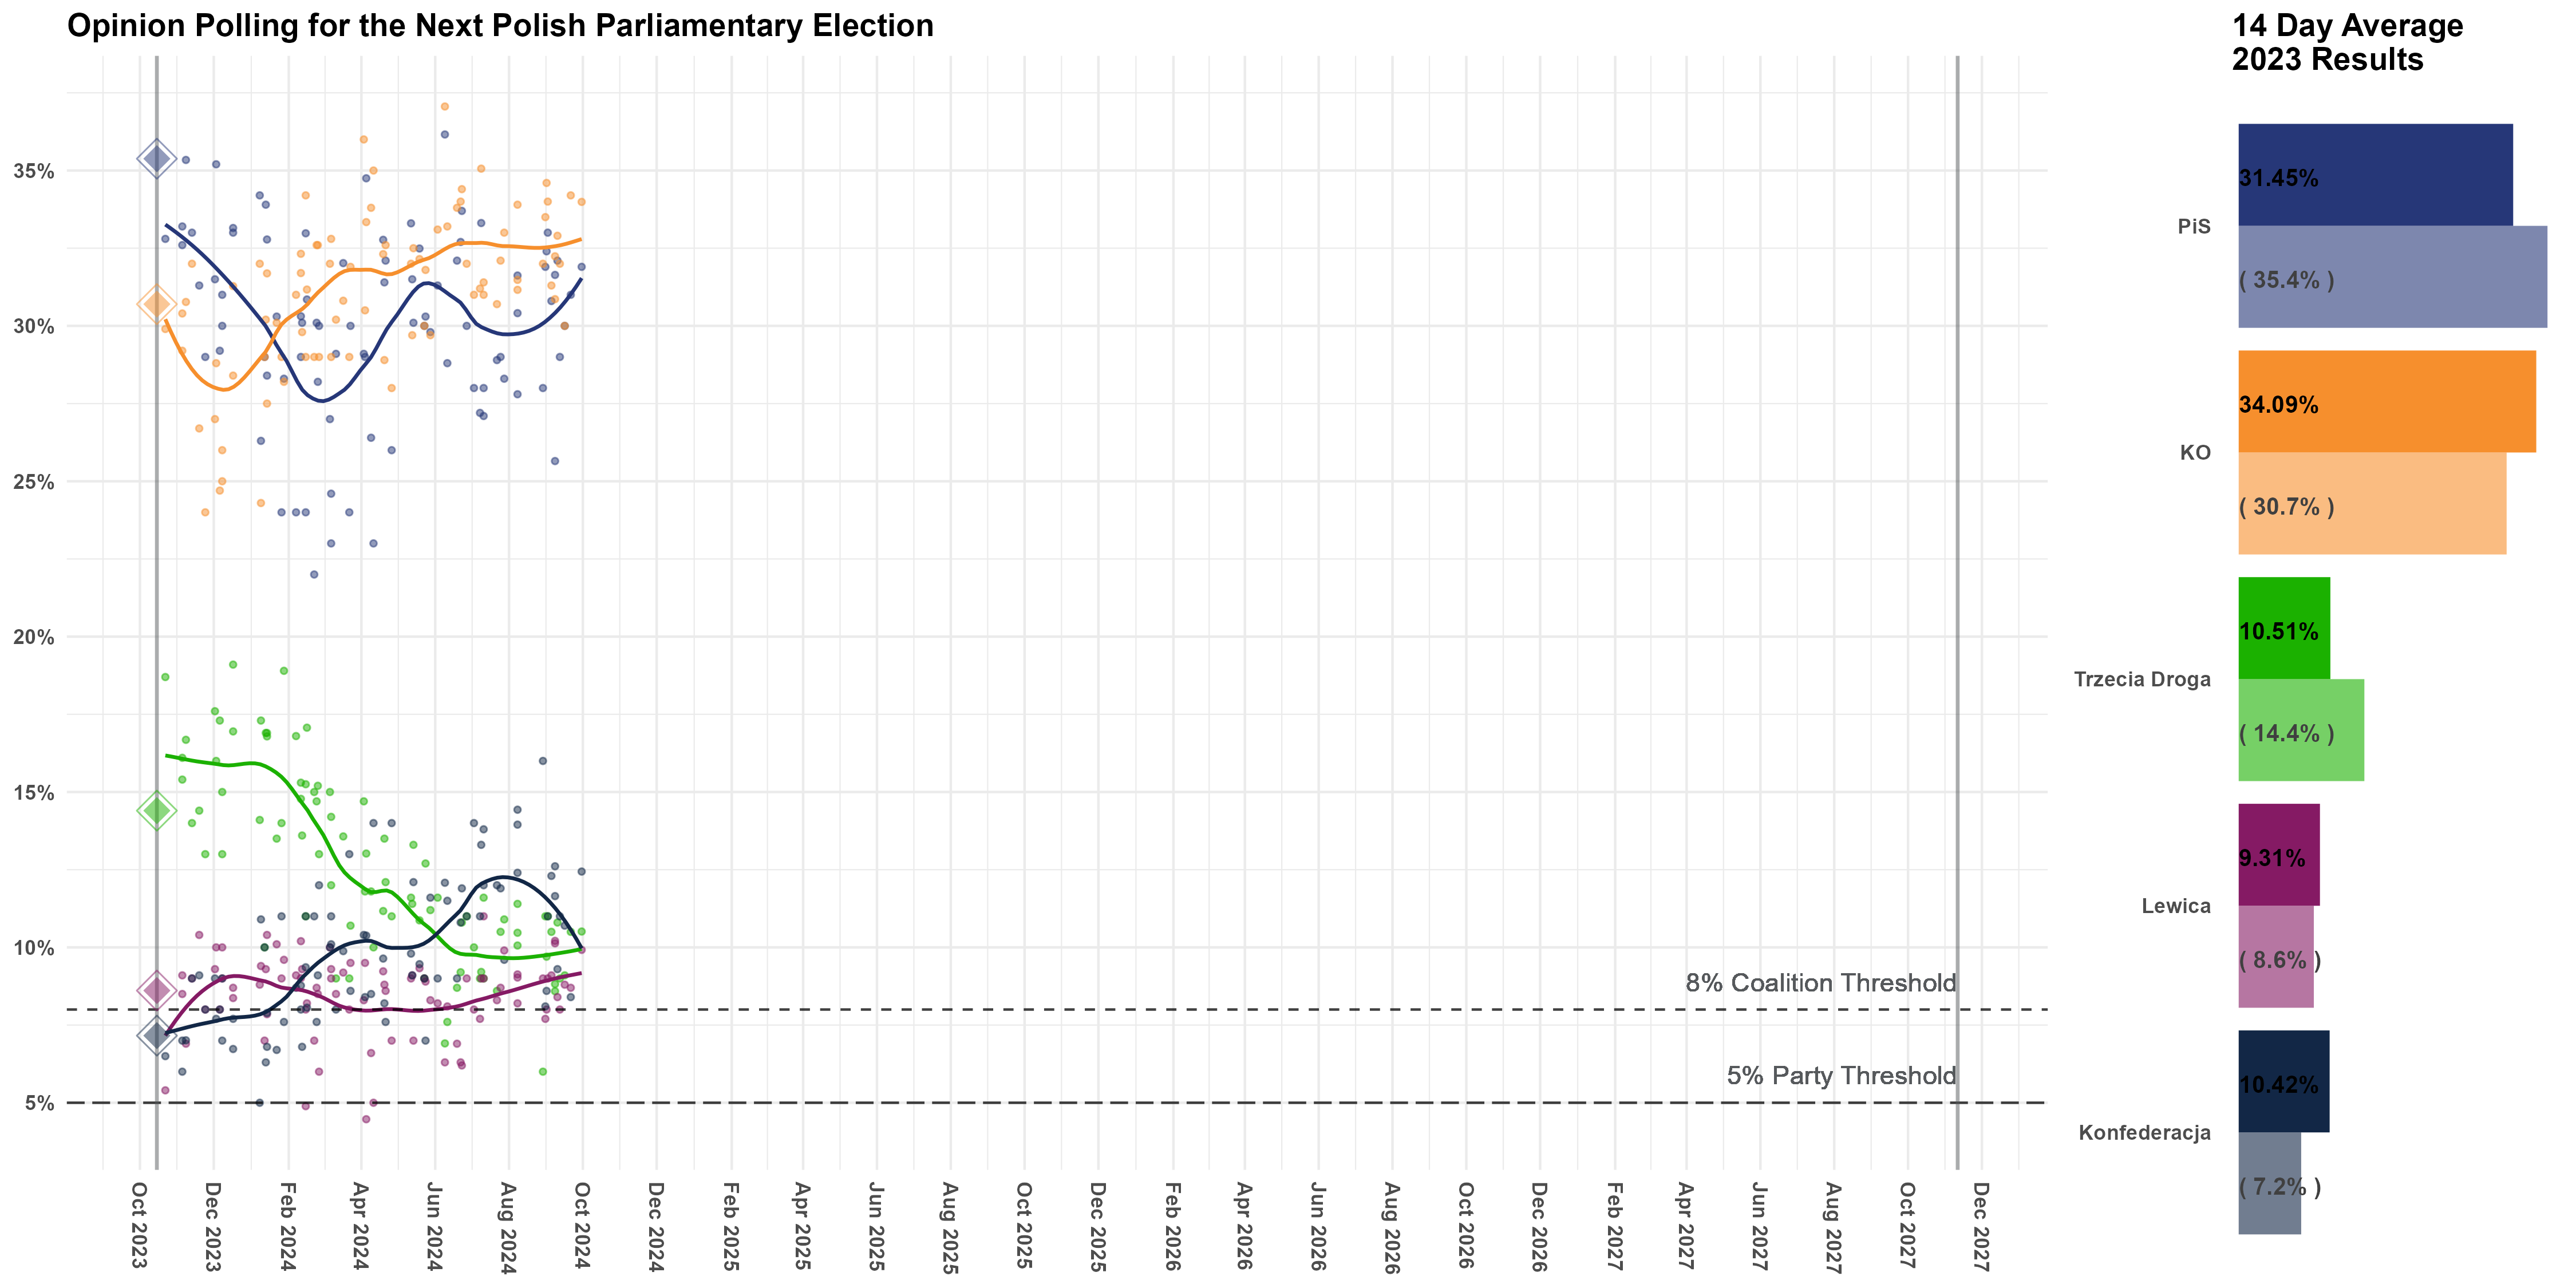 Opinion Polling for the Next Polish Parliamentary Election
35%
30%
25%
20%
15%
10%
5%
8% Coalition Threshold
5% Party Threshold
Oct 2023
Dec 2023
Feb 2024
Apr 2024
Jun 2024
Aug 2024
Oct 2024
Dec 2024
Feb 2025
Apr 2025
Jun 2025
Aug 2025
Oct 2025
Dec 2025
Feb 2026
Apr 2026
Jun 2026
Aug 2026
Oct 2026
Dec 2026
Feb 2027
Apr 2027
Jun 2027
Aug 2027
Oct 2027
Dec 2027
14 Day Average
2023 Results
PiS
31.45%
( 35.4% )
KO
34.09%
( 30.7% )
Trzecia Droga
10.51%
( 14.4% )
Lewica
9.31%
( 8.6% )
Konfederacja
10.42%
( 7.2% )